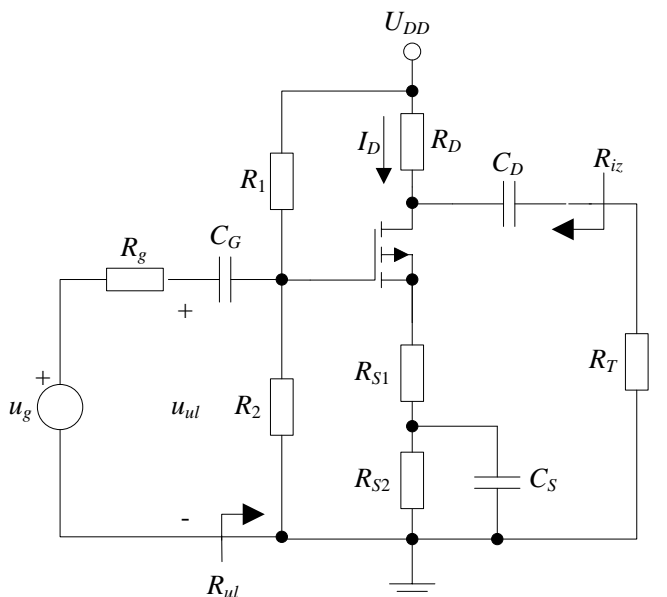 U_DD
I_D
R_D
C_D
R_iz
R_1
R_g
C_G
+
+
u_g
u_ul
R_2
R_S1
R_T
R_S2
C_S
-
R_ul